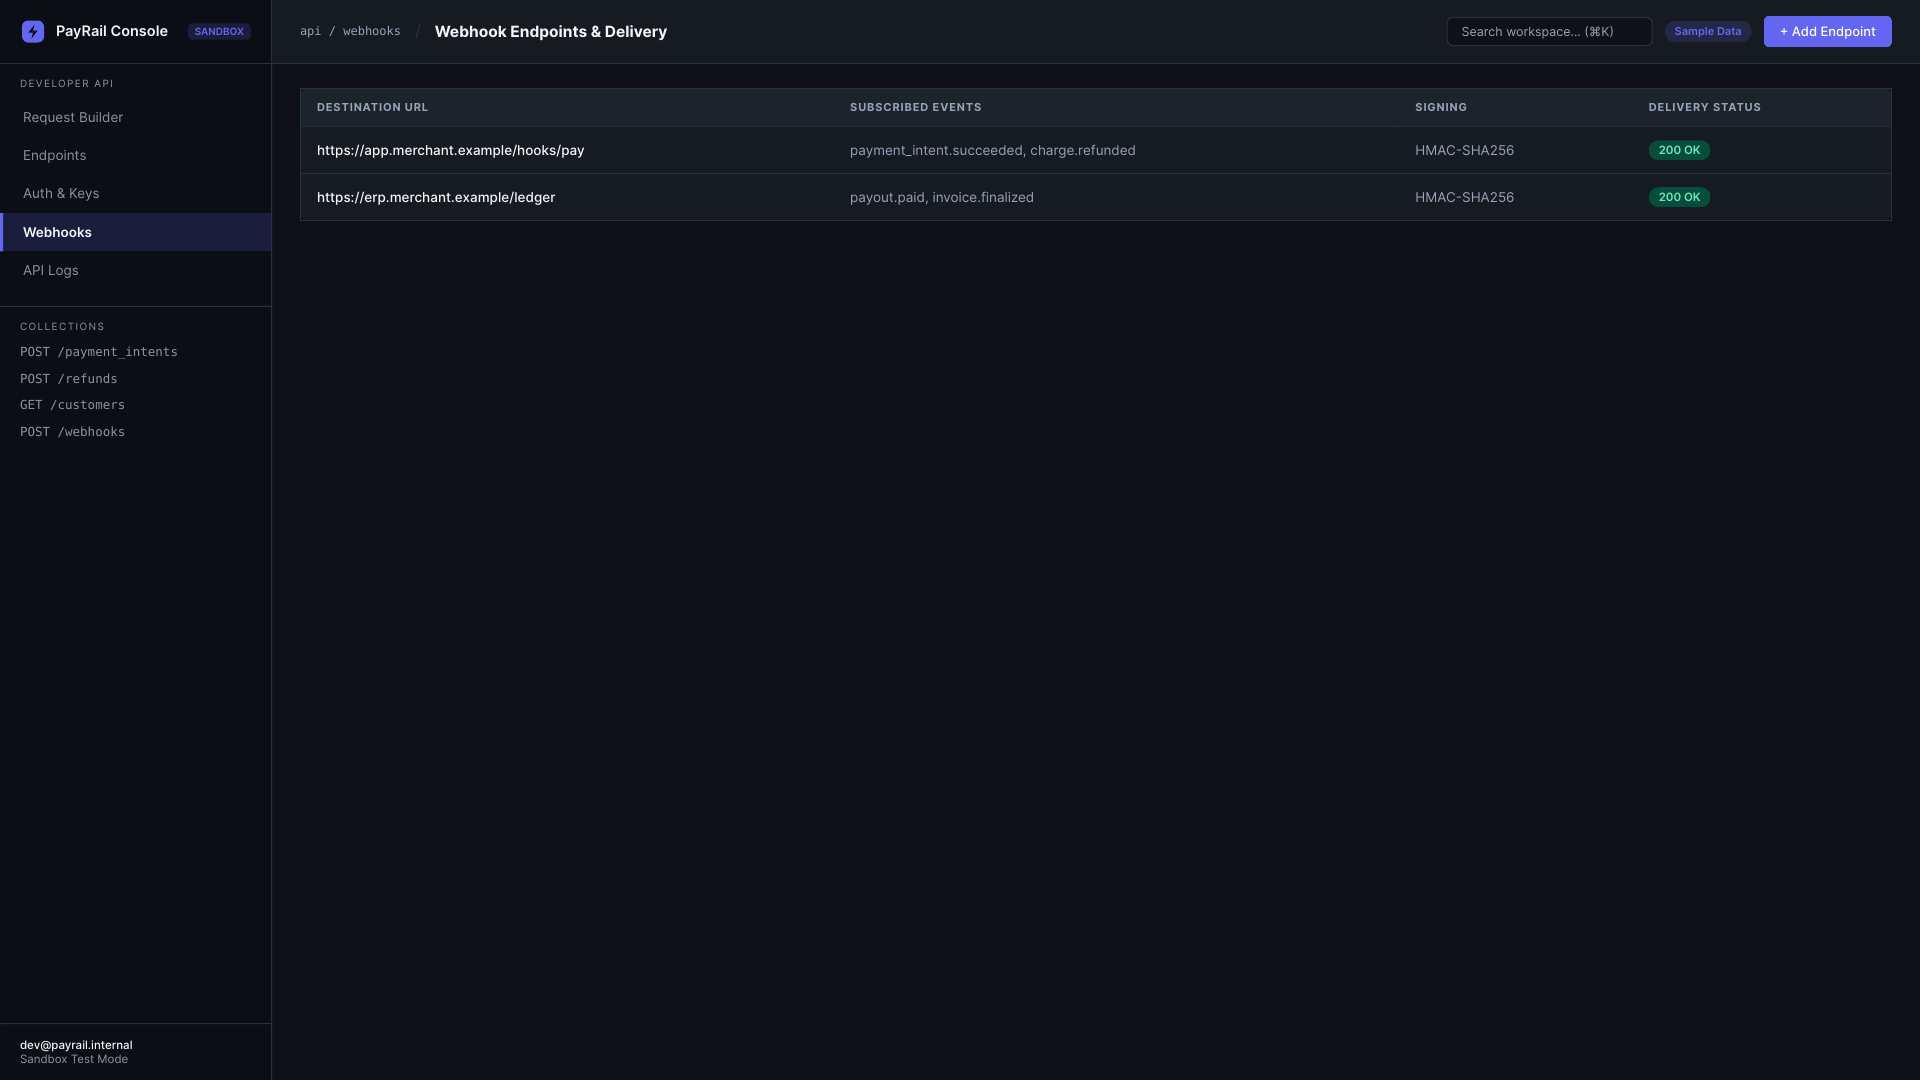 PayRail Console SANDBOX
DEVELOPER API
Request Builder
Endpoints
Auth & Keys
Webhooks
API Logs
COLLECTIONS
POST /payment_intents
POST /refunds
GET /customers
POST /webhooks
dev@payrail.internal
Sandbox Test Mode
api / webhooks / Webhook Endpoints & Delivery
Search workspace... (⌘K) Sample Data + Add Endpoint
DESTINATION URL SUBSCRIBED EVENTS SIGNING DELIVERY STATUS
https://app.merchant.example/hooks/pay payment_intent.succeeded, charge.refunded HMAC-SHA256 200 OK
https://erp.merchant.example/ledger payout.paid, invoice.finalized HMAC-SHA256 200 OK